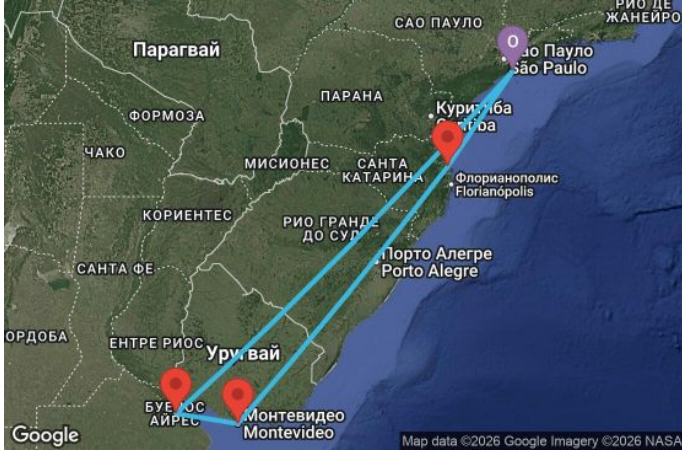 РИО ДЕ
ЖАНЕЙРО
САО ПАУЛО
O
Сао Пауло
São Paulo
Парагвай
ПАРАНА
Куритиба
Curitiba
ФОРМОЗА
ЧАКО
МИСИОНЕС
САНТА
КАТАРИНА
Флорианополис
Florianópolis
КОРИЕНТЕС
РИО ГРАНДЕ
ДО СУЛ
Порто Алегре
Porto Alegre
САНТА ФЕ
ОРДОБА
ЕНТРЕ РИОС
Уругвай
БУЕНОС
АЙРЕС
Монтевидео
Montevideo
Google
Map data ©2026 Google Imagery ©2026 NASA